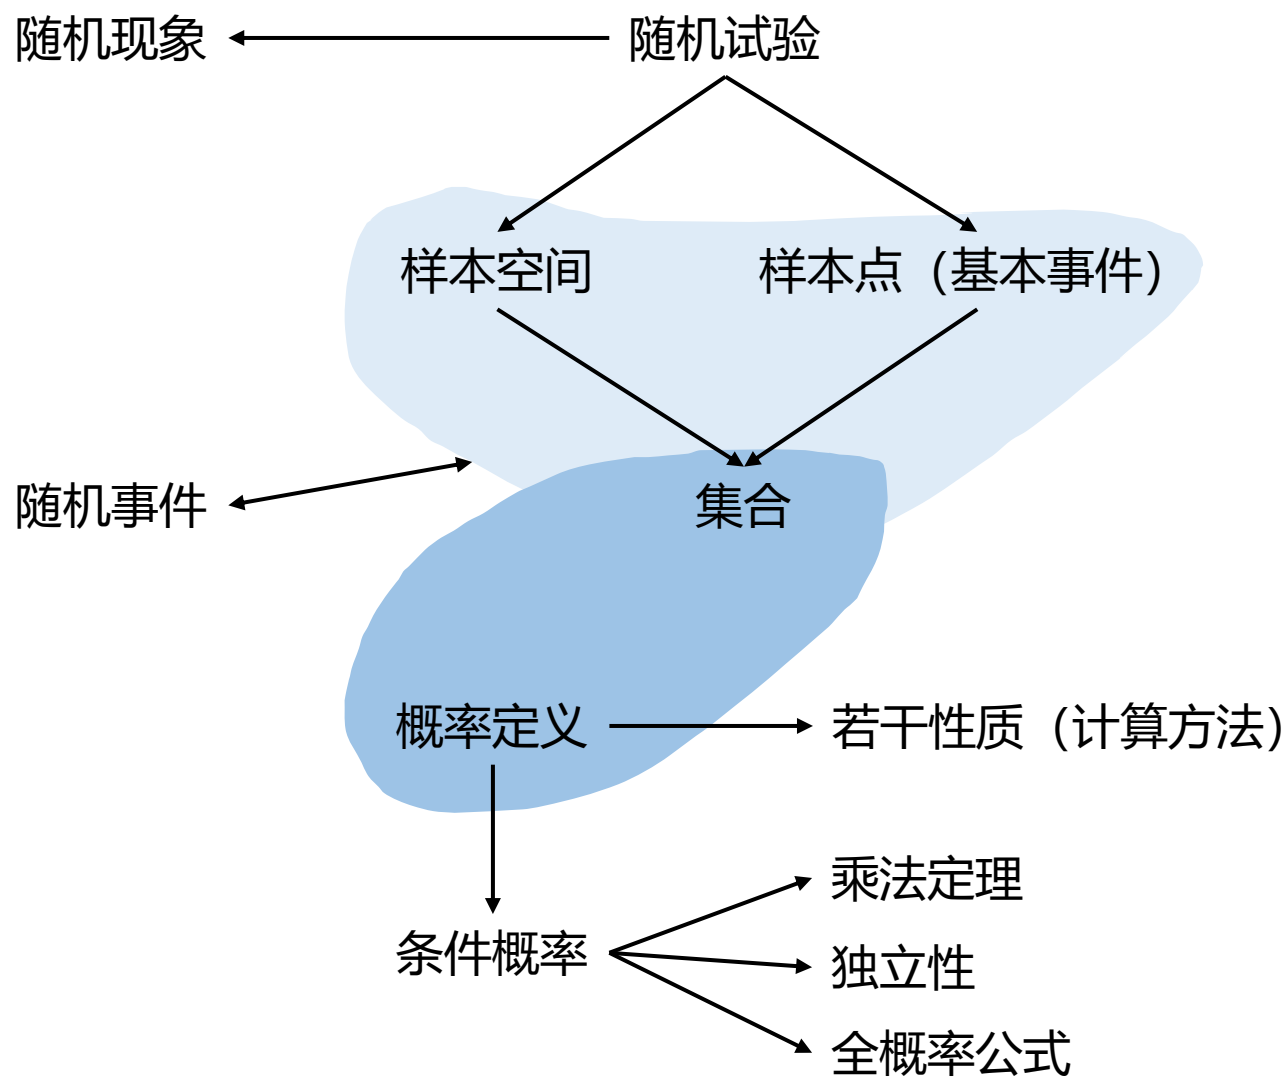 随机现象
随机试验
样本空间
样本点（基本事件）
随机事件
集合
概率定义
若干性质（计算方法）
乘法定理
条件概率
独立性
全概率公式